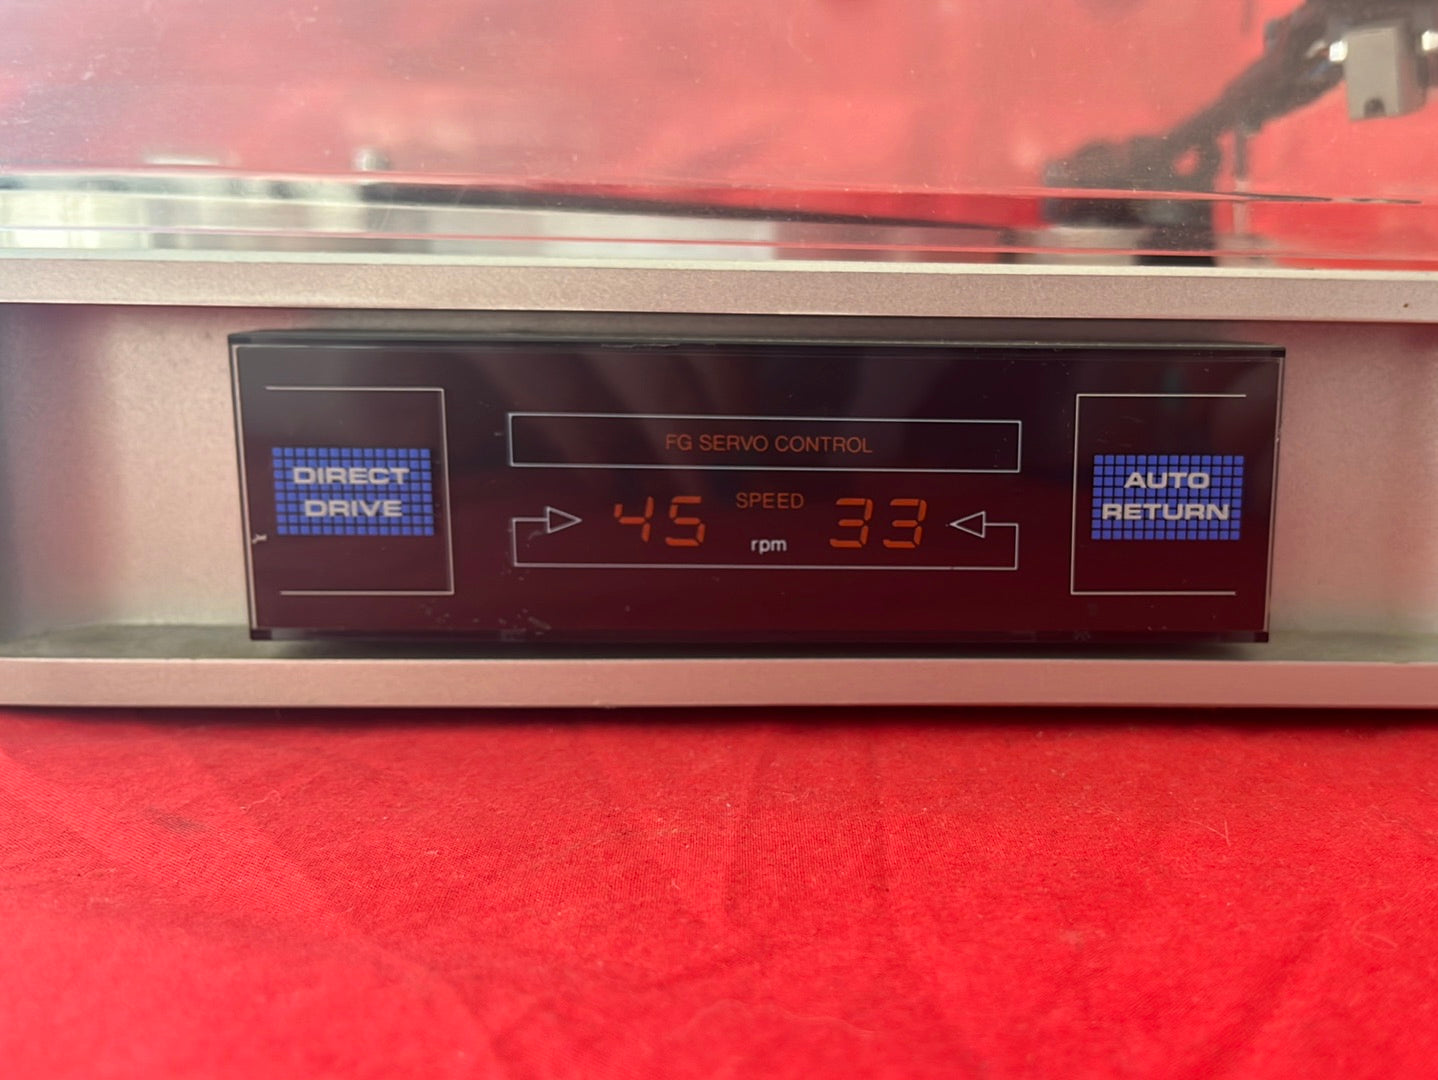 DIRECT
DRIVE
FG SERVO CONTROL
45 SPEED 33
rpm
AUTO
RETURN